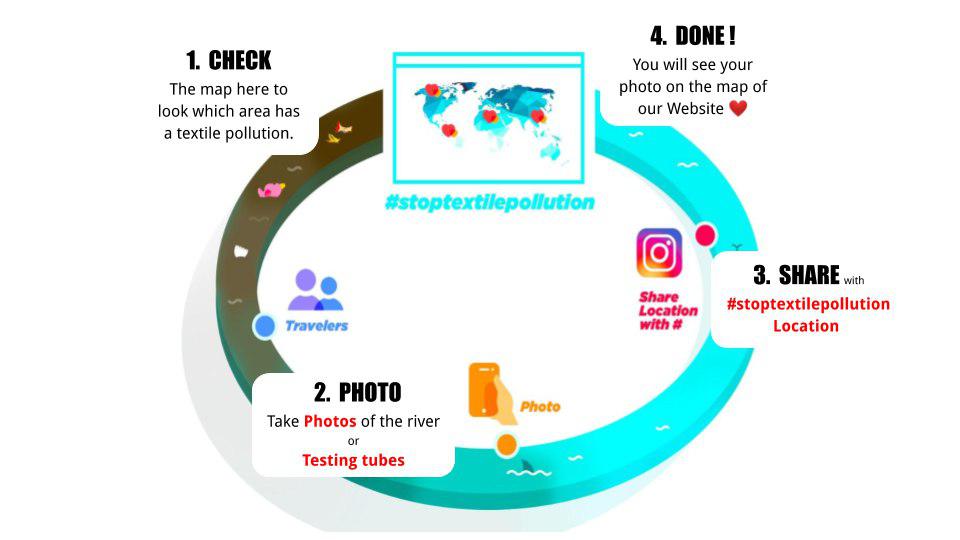 1. CHECK
The map here to
look which area has
a textile pollution.
4. DONE !
You will see your
photo on the map of
our Website ❤️
#stoptextilepollution
Travelers
Share
Location
with #
3. SHARE with
#stoptextilepollution
Location
2. PHOTO
Take Photos of the river
or
Testing tubes
Photo